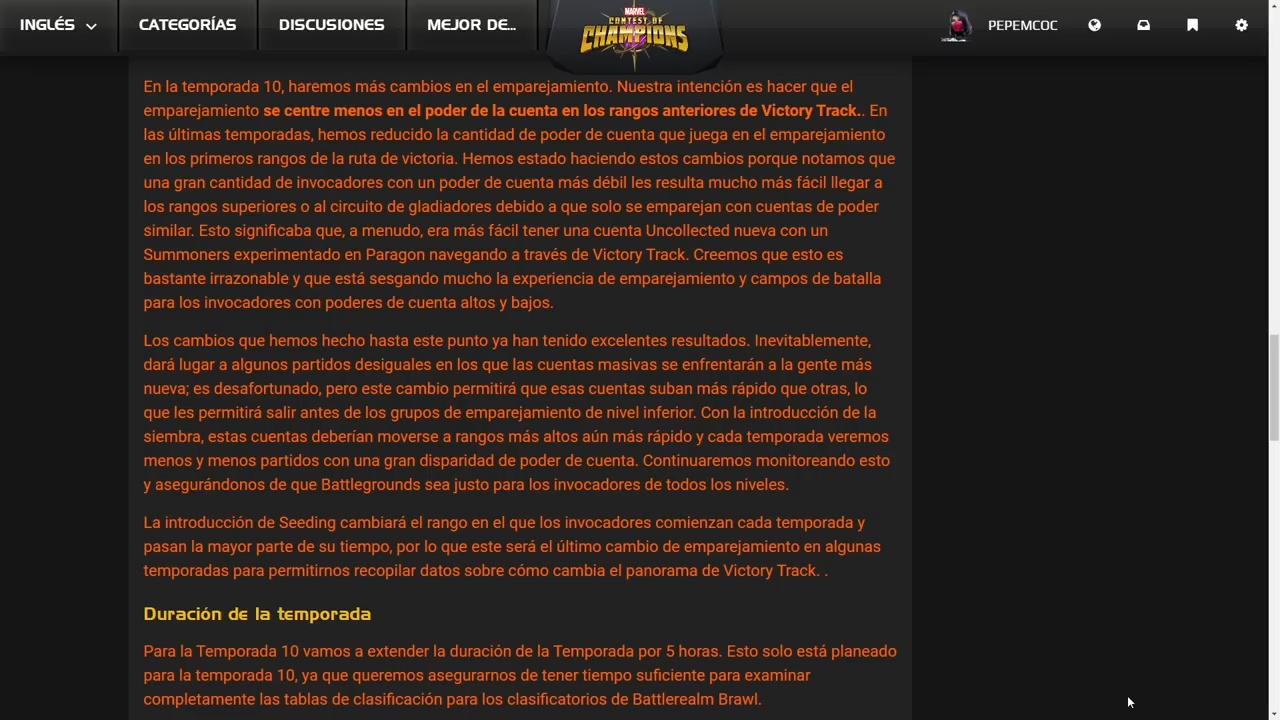 INGLÉS
CATEGORÍAS
DISCUSIONES
MEJOR DE...
MARVEL
CONTEST OF
CHAMPIONS
PEPEMCOC
En la temporada 10, haremos más cambios en el emparejamiento. Nuestra intención es hacer que el
emparejamiento se centre menos en el poder de la cuenta en los rangos anteriores de Victory Track.. En
las últimas temporadas, hemos reducido la cantidad de poder de cuenta que juega en el emparejamiento
en los primeros rangos de la ruta de victoria. Hemos estado haciendo estos cambios porque notamos que
una gran cantidad de invocadores con un poder de cuenta más débil les resulta mucho más fácil llegar a
los rangos superiores o al circuito de gladiadores debido a que solo se emparejan con cuentas de poder
similar. Esto significaba que, a menudo, era más fácil tener una cuenta Uncollected nueva con un
Summoners experimentado en Paragon navegando a través de Victory Track. Creemos que esto es
bastante irrazonable y que está sesgando mucho la experiencia de emparejamiento y campos de batalla
para los invocadores con poderes de cuenta altos y bajos.
Los cambios que hemos hecho hasta este punto ya han tenido excelentes resultados. Inevitablemente,
dará lugar a algunos partidos desiguales en los que las cuentas masivas se enfrentarán a la gente más
nueva; es desafortunado, pero este cambio permitirá que esas cuentas suban más rápido que otras, lo
que les permitirá salir antes de los grupos de emparejamiento de nivel inferior. Con la introducción de la
siembra, estas cuentas deberían moverse a rangos más altos aún más rápido y cada temporada veremos
menos y menos partidos con una gran disparidad de poder de cuenta. Continuaremos monitoreando esto
y asegurándonos de que Battlegrounds sea justo para los invocadores de todos los niveles.
La introducción de Seeding cambiará el rango en el que los invocadores comienzan cada temporada y
pasan la mayor parte de su tiempo, por lo que este será el último cambio de emparejamiento en algunas
temporadas para permitirnos recopilar datos sobre cómo cambia el panorama de Victory Track. .
Duración de la temporada
Para la Temporada 10 vamos a extender la duración de la Temporada por 5 horas. Esto solo está planeado
para la temporada 10, ya que queremos asegurarnos de tener tiempo suficiente para examinar
completamente las tablas de clasificación para los clasificatorios de Battlerealm Brawl.